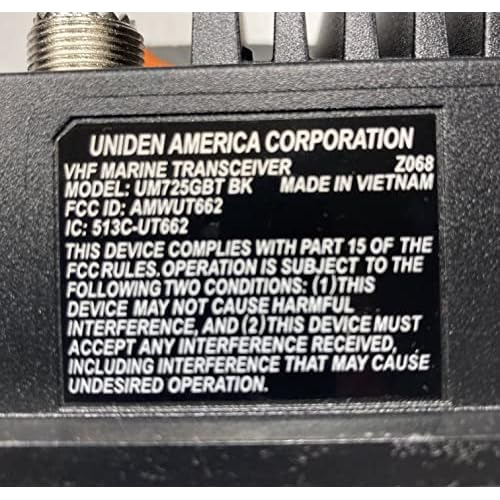 UNIDEN AMERICA CORPORATION
VHF MARINE TRANSCEIVER Z068
MODEL: UM725GBT BK MADE IN VIETNAM
FCC ID: AMWUT662
IC: 513C-UT662
THIS DEVICE COMPLIES WITH PART 15 OF THE
FCC RULES. OPERATION IS SUBJECT TO THE
FOLLOWING TWO CONDITIONS: (1) THIS
DEVICE MAY NOT CAUSE HARMFUL
INTERFERENCE, AND (2) THIS DEVICE MUST
ACCEPT ANY INTERFERENCE RECEIVED,
INCLUDING INTERFERENCE THAT MAY CAUSE
UNDESIRED OPERATION.